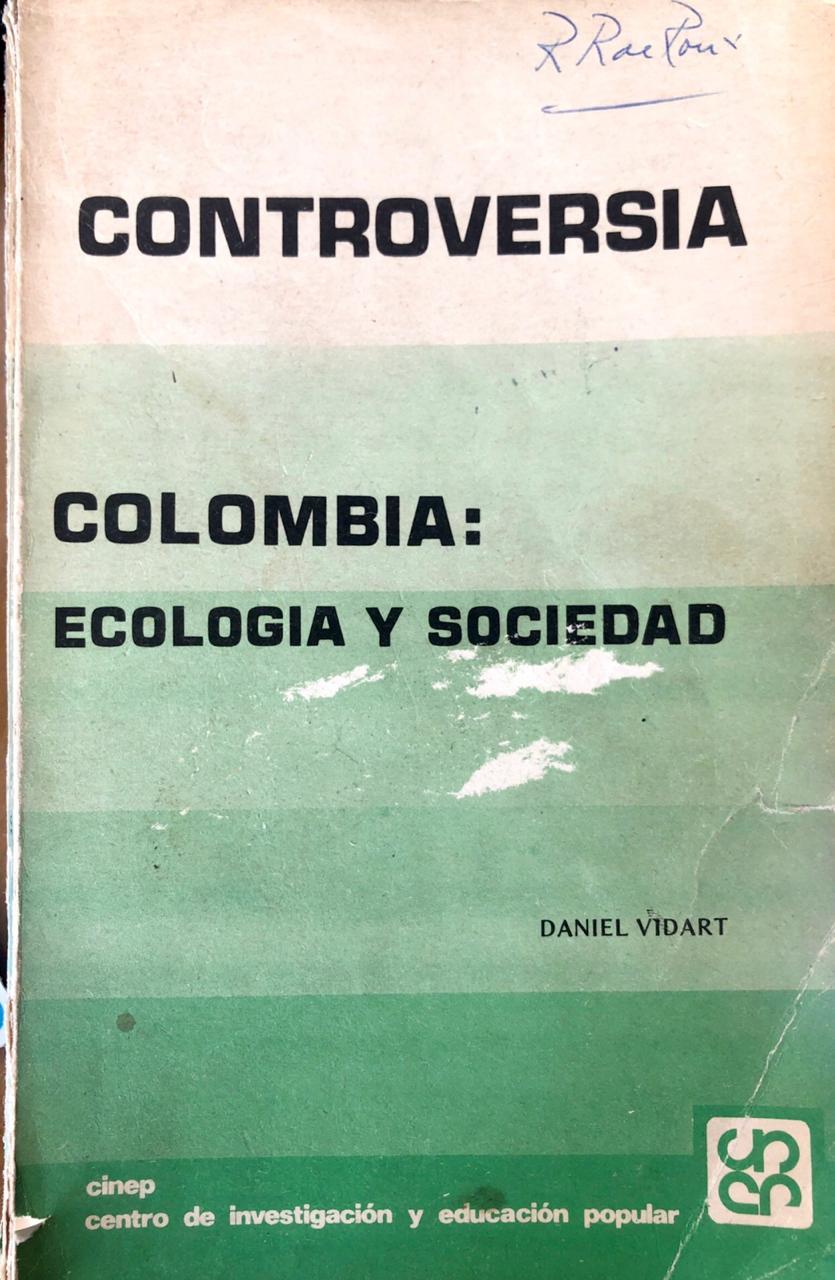 CONTROVERSIA
COLOMBIA:
ECOLOGIA Y SOCIEDAD
DANIEL VIDART
cinep
centro de investigación y educación popular